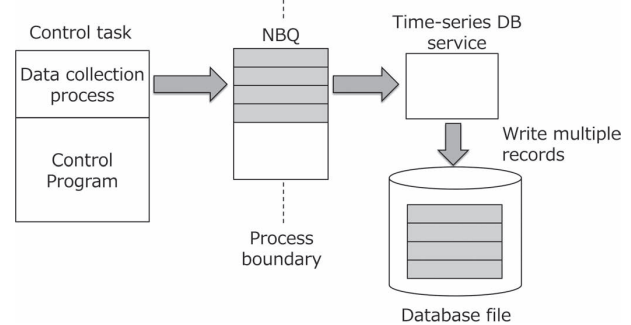 Control task
NBQ
Time-series DB
service
Data collection
process
Control
Program
Write multiple
records
Process
boundary
Database file